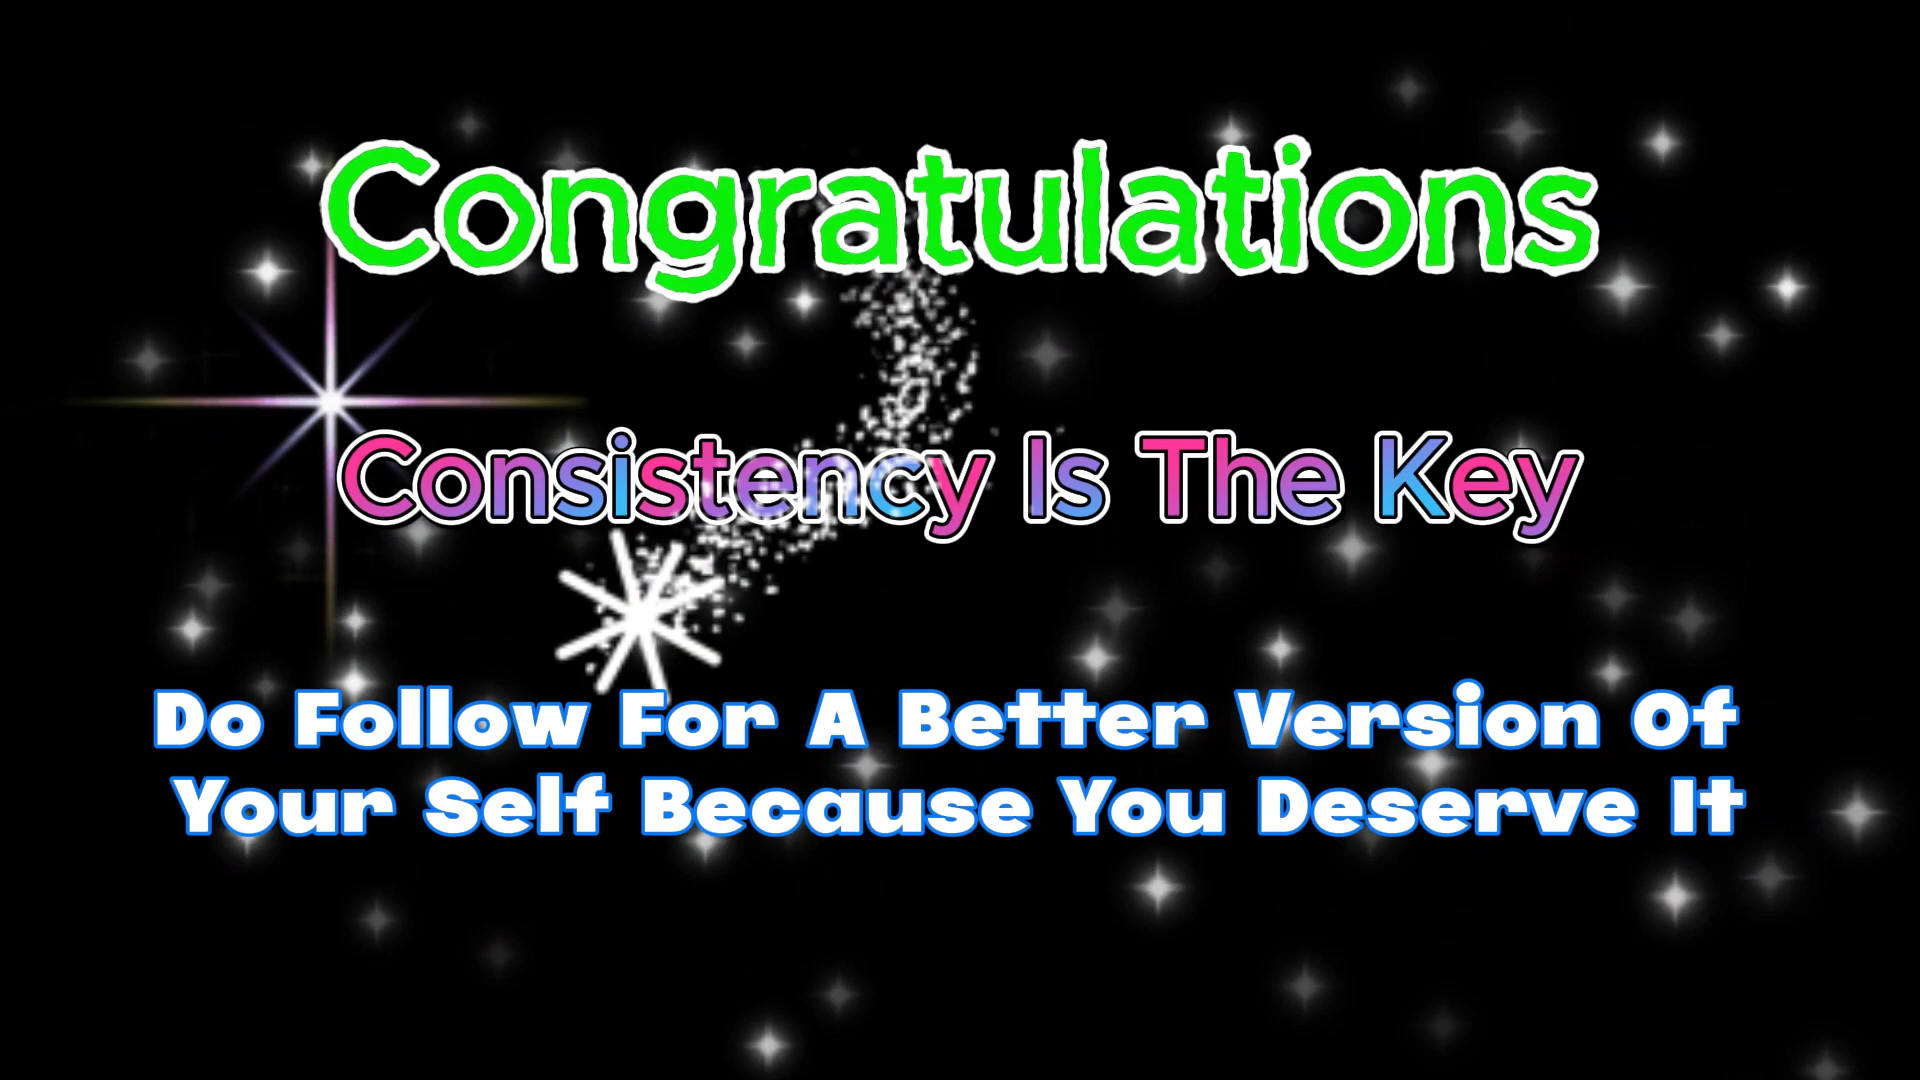 Congratulations
Consistency Is The Key
Do Follow For A Better Version Of
Your Self Because You Deserve It